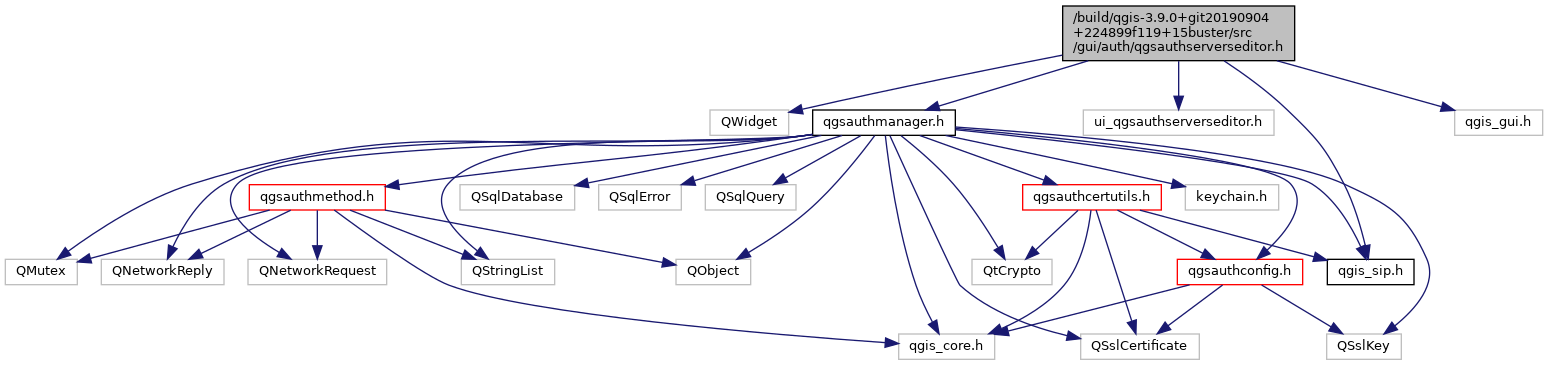 /build/qgis-3.9.0+git20190904
+224899f119+15buster/src
/gui/auth/qgsauthserverseditor.h
QWidget
qgsauthmanager.h
ui_qgsauthserverseditor.h
qgis_gui.h
qgsauthmethod.h
QSqlDatabase
QSqlError
QSqlQuery
qgsauthcertutils.h
keychain.h
QMutex
QNetworkReply
QNetworkRequest
QStringList
QObject
QtCrypto
qgsauthconfig.h
qgis_sip.h
qgis_core.h
QSslCertificate
QSslKey